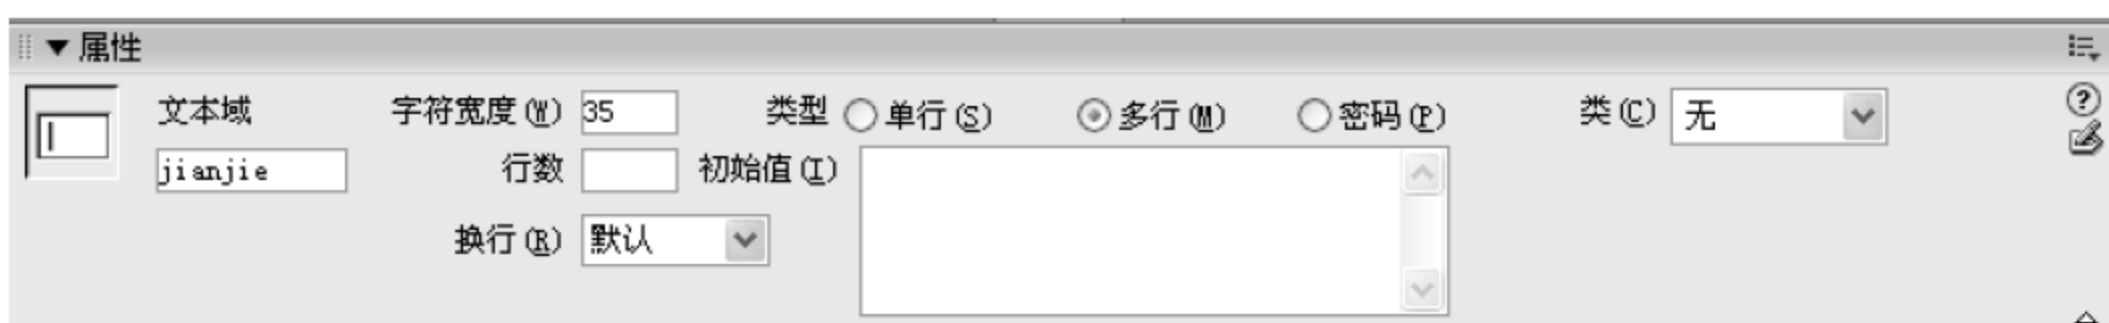 属性
文本域 字符宽度(W) 35 类型 单行(S) 多行(M) 密码(P) 类(C) 无
jianjie 行数 初始值(I)
换行(R) 默认